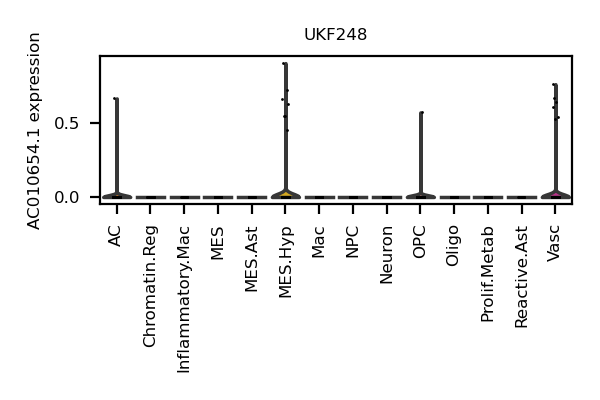 UKF248
AC010654.1 expression
0.5
0.0
AC
Chromatin.Reg
Inflammatory.Mac
MES
MES.Ast
MES.Hyp
Mac
NPC
Neuron
OPC
Oligo
Prolif.Metab
Reactive.Ast
Vasc